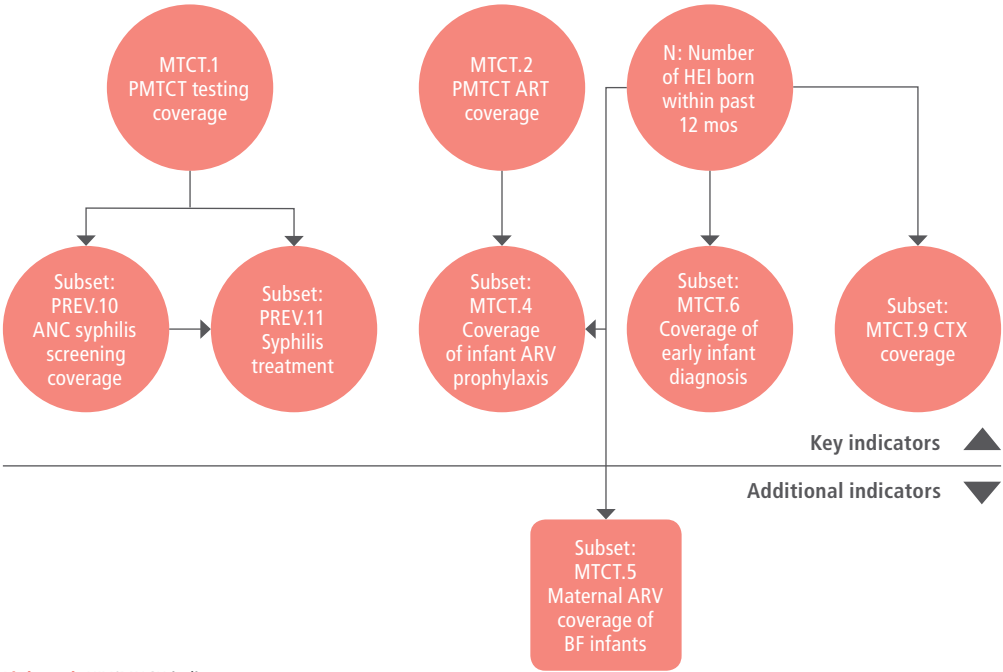 MTCT.1
PMTCT testing
coverage
MTCT.2
PMTCT ART
coverage
N: Number
of HEI born
within past
12 mos
Subset:
PREV.10
ANC syphilis
screening
coverage
Subset:
PREV.11
Syphilis
treatment
Subset:
MTCT.4
Coverage
of infant ARV
prophylaxis
Subset:
MTCT.6
Coverage of
early infant
diagnosis
Subset:
MTCT.9 CTX
coverage
Key indicators
Additional indicators
Subset:
MTCT.5
Maternal ARV
coverage of
BF infants